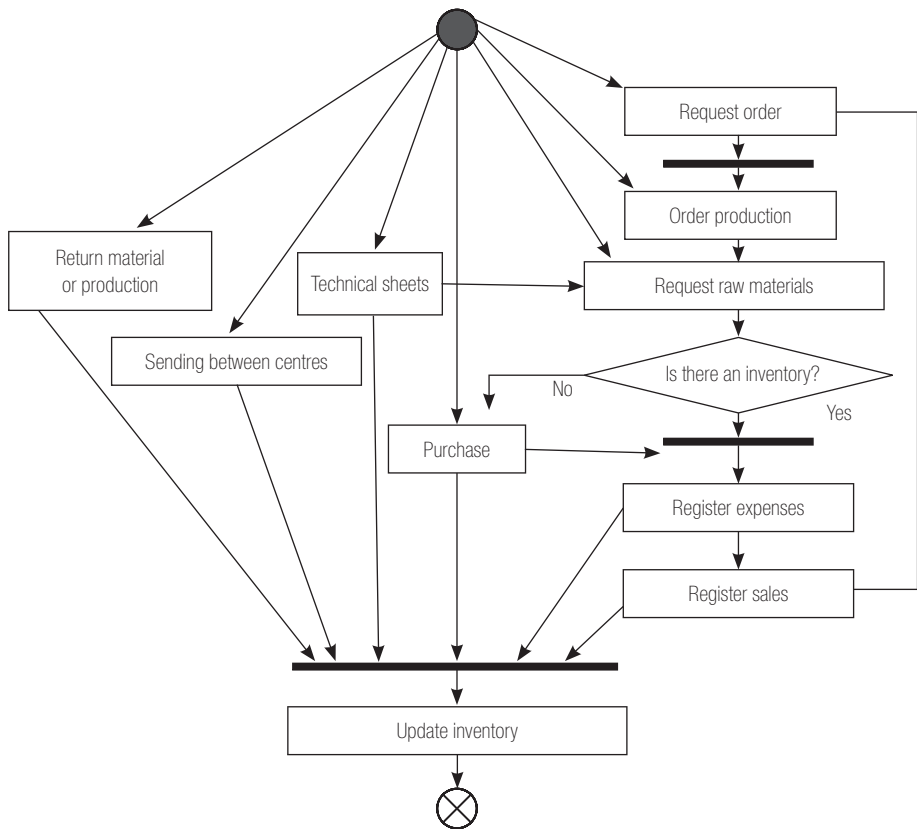 Request order
Order production
Return material
or production
Technical sheets
Request raw materials
Sending between centres
Is there an inventory?
No
Yes
Purchase
Register expenses
Register sales
Update inventory